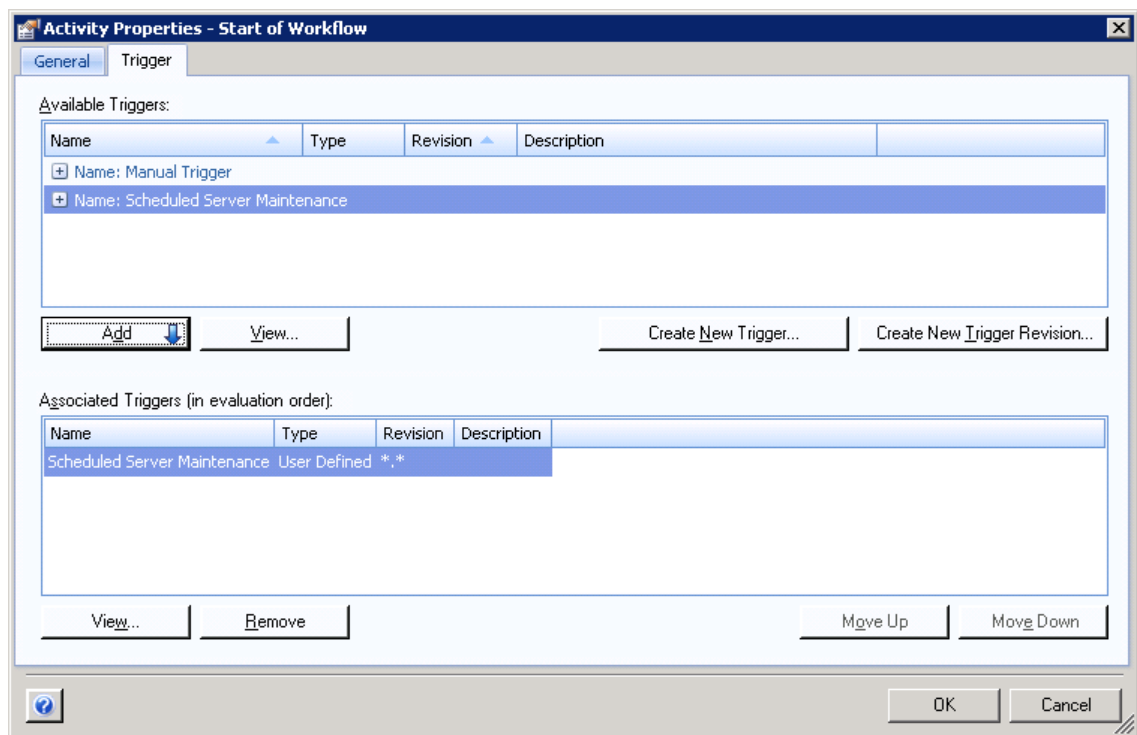 Activity Properties - Start of Workflow
General Trigger
Available Triggers:
Name Type Revision Description
Name: Manual Trigger
Name: Scheduled Server Maintenance
Add View... Create New Trigger... Create New Trigger Revision...
Associated Triggers (in evaluation order):
Name Type Revision Description
Scheduled Server Maintenance User Defined *.*
View... Remove Move Up Move Down
OK Cancel